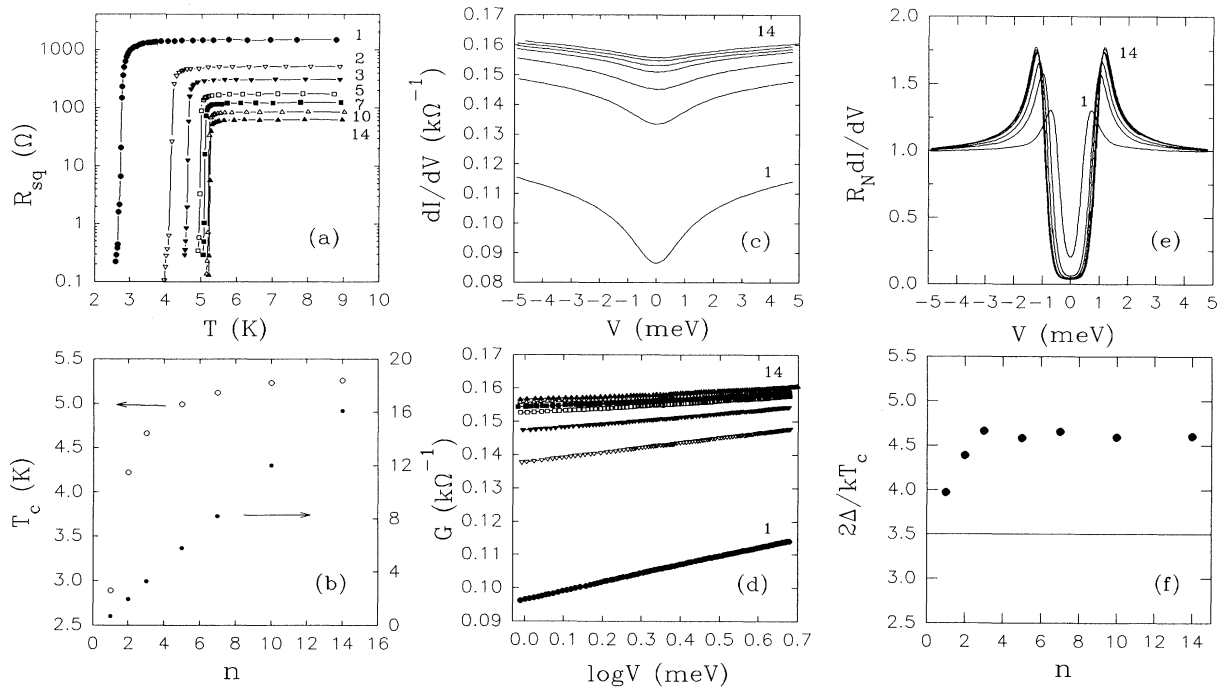 1000
100
10
1
0.1
R_sq (Ω)
1
2
3
5
7
10
14
(a)
2 3 4 5 6 7 8 9 10
T (K)
0.17
0.16
0.15
0.14
0.13
0.12
0.11
0.10
0.09
0.08
dI/dV (kΩ⁻¹)
14
1
(c)
−5 −4 −3 −2 −1 0 1 2 3 4 5
V (meV)
2.0
1.5
1.0
0.5
0.0
R_N dI/dV
14
1
(e)
−5 −4 −3 −2 −1 0 1 2 3 4 5
V (meV)
5.5
5.0
4.5
4.0
3.5
3.0
2.5
T_c (K)
20
16
12
8
4
0
(b)
0 2 4 6 8 10 12 14 16
n
0.17
0.16
0.15
0.14
0.13
0.12
0.11
0.10
0.09
G (kΩ⁻¹)
14
1
(d)
0.0 0.1 0.2 0.3 0.4 0.5 0.6 0.7
logV (meV)
5.5
5.0
4.5
4.0
3.5
3.0
2.5
2Δ/kT_c
(f)
0 2 4 6 8 10 12 14
n